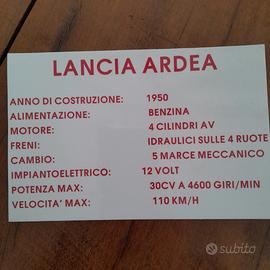 LANCIA ARDEA
ANNO DI COSTRUZIONE: 1950
ALIMENTAZIONE: BENZINA
MOTORE: 4 CILINDRI AV
FRENI: IDRAULICI SULLE 4 RUOTE
CAMBIO: 5 MARCE MECCANICO
IMPIANTOELETTRICO: 12 VOLT
POTENZA MAX: 30CV A 4600 GIRI/MIN
VELOCITA' MAX: 110 KM/H
subito